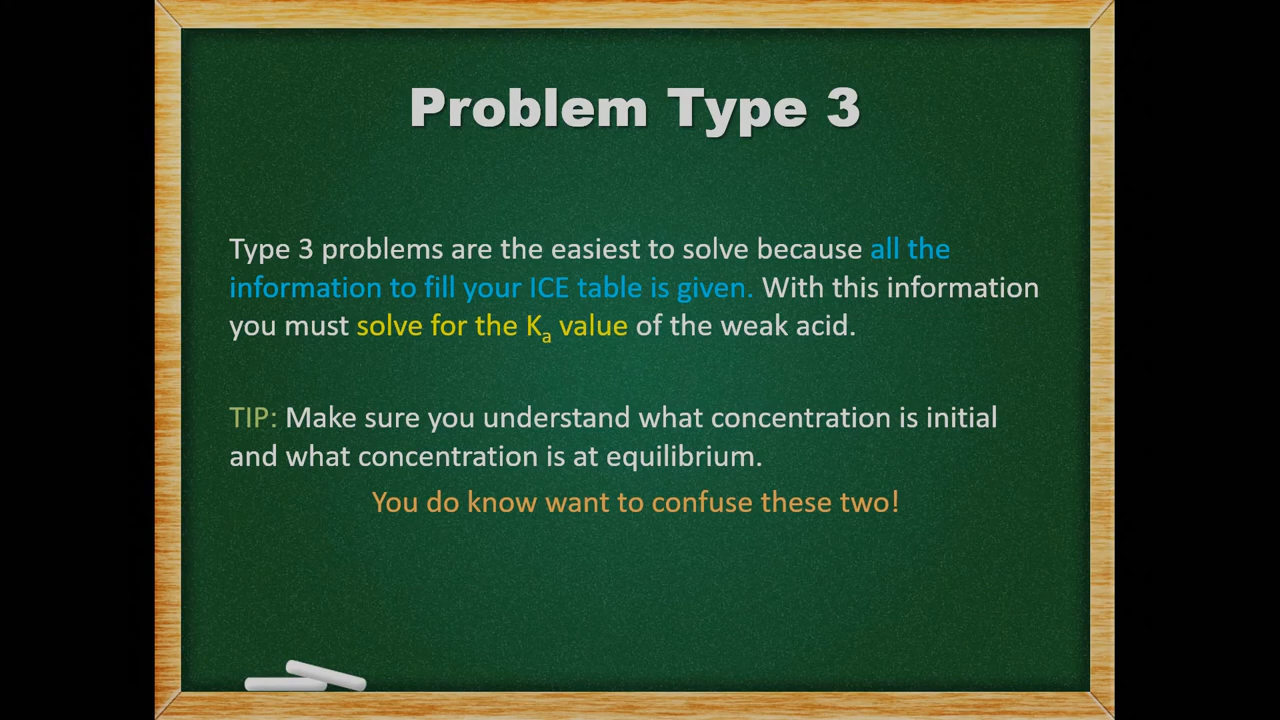 Problem Type 3
Type 3 problems are the easiest to solve because all the
information to fill your ICE table is given. With this information
you must solve for the Kₐ value of the weak acid.
TIP: Make sure you understand what concentration is initial
and what concentration is at equilibrium.
You do know want to confuse these two!